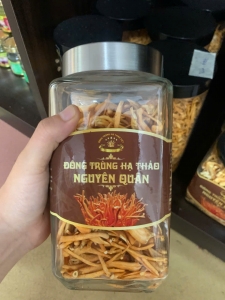 ĐÔNG TRÙNG HẠ THẢO
NGUYÊN QUÂN